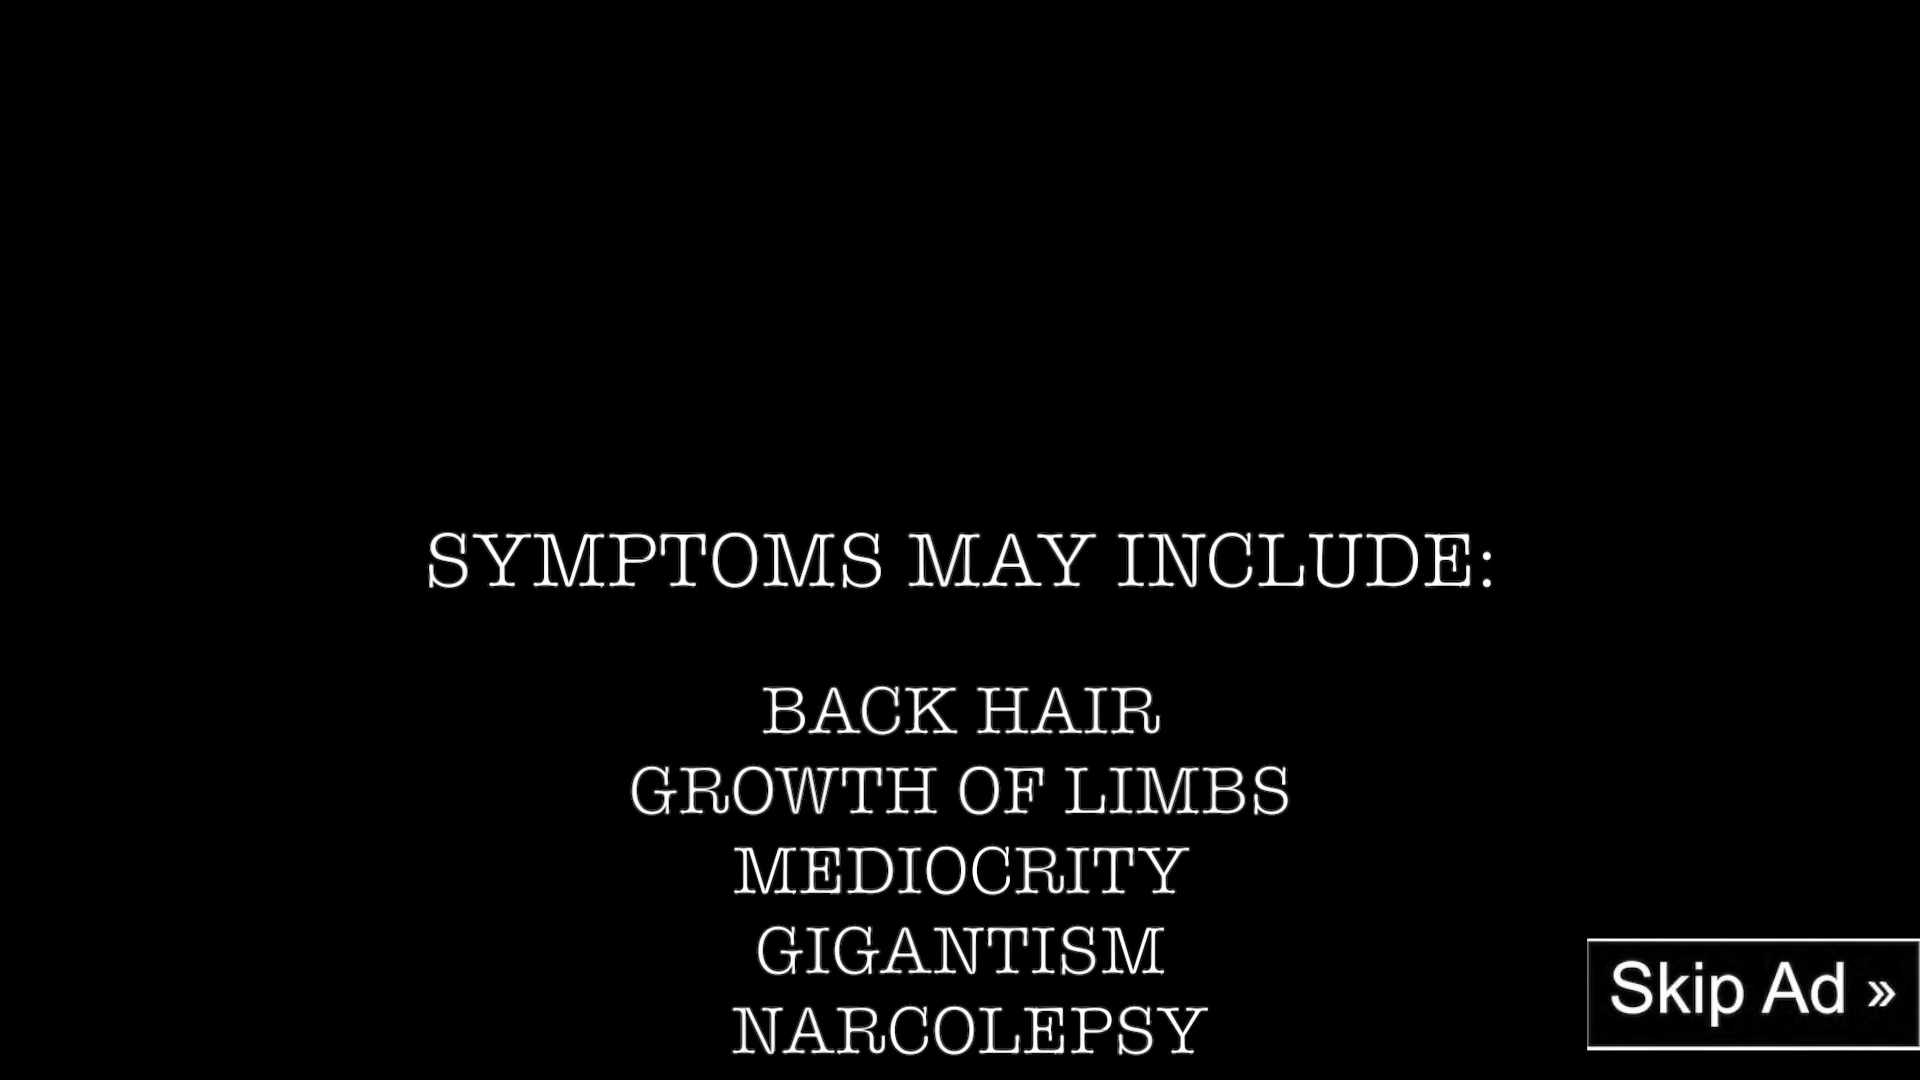 SYMPTOMS MAY INCLUDE:
BACK HAIR
GROWTH OF LIMBS
MEDIOCRITY
GIGANTISM
NARCOLEPSY
Skip Ad »